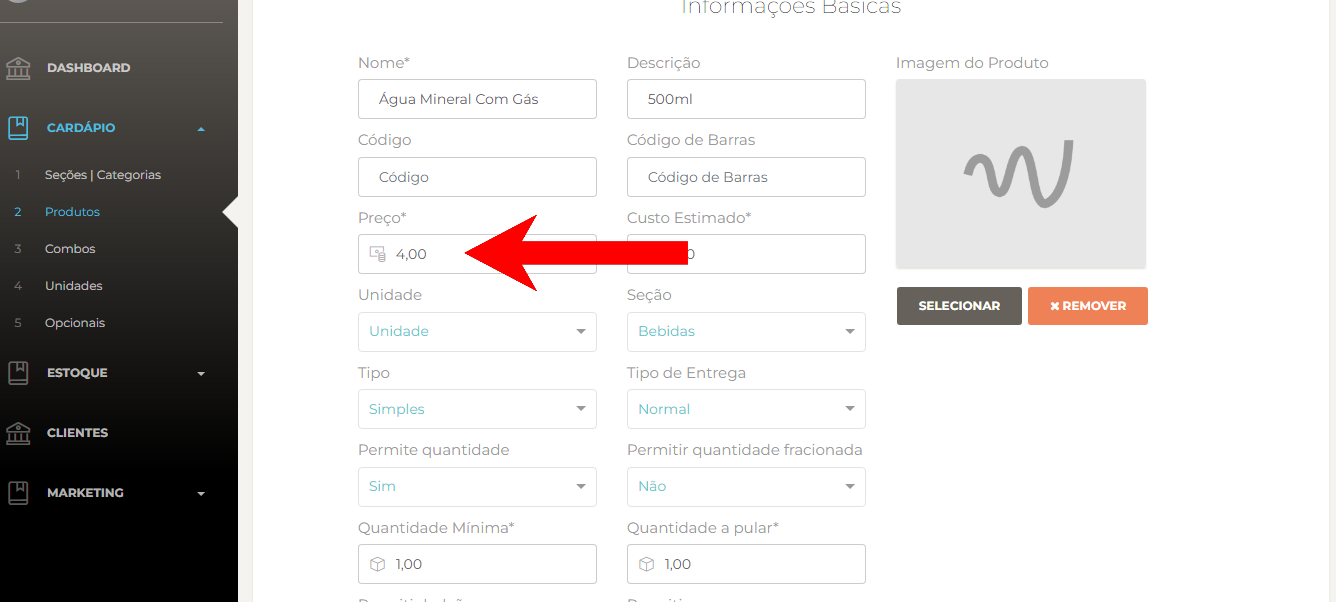 Informações Básicas
DASHBOARD
CARDÁPIO
1 Seções | Categorias
2 Produtos
3 Combos
4 Unidades
5 Opcionais
ESTOQUE
CLIENTES
MARKETING
Nome*
Descrição
Imagem do Produto
Água Mineral Com Gás
500ml
Código
Código de Barras
Código
Código de Barras
Preço*
Custo Estimado*
4,00
0
SELECIONAR
✖ REMOVER
Unidade
Seção
Unidade
Bebidas
Tipo
Tipo de Entrega
Simples
Normal
Permite quantidade
Permitir quantidade fracionada
Sim
Não
Quantidade Mínima*
Quantidade a pular*
1,00
1,00